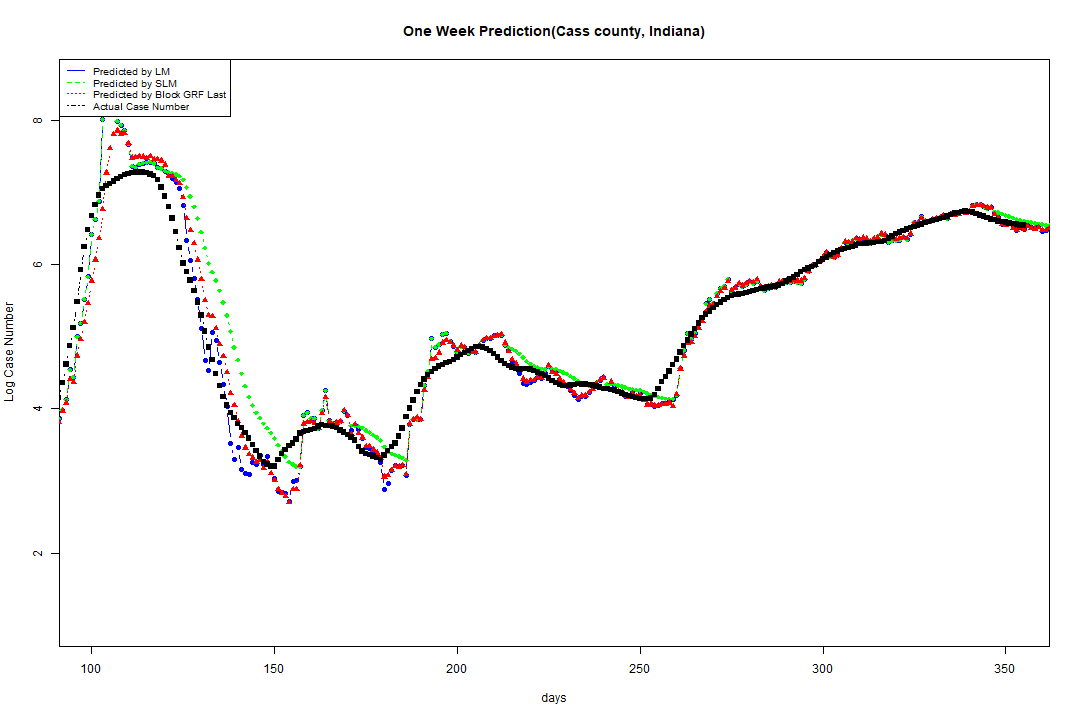 One Week Prediction(Cass county, Indiana)
Predicted by LM
Predicted by SLM
Predicted by Block GRF Last
Actual Case Number
8
6
4
2
Log Case Number
100 150 200 250 300 350
days